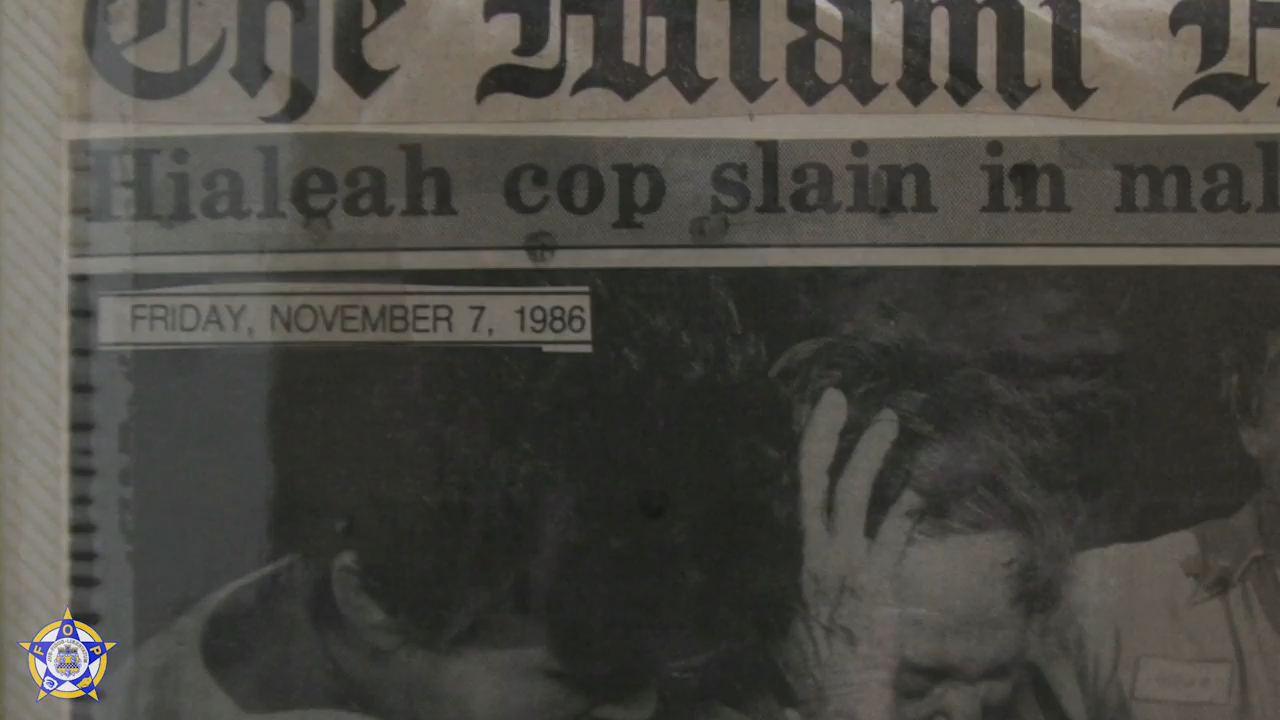 The Miami H
Hialeah cop slain in mal
FRIDAY, NOVEMBER 7, 1986
F O P